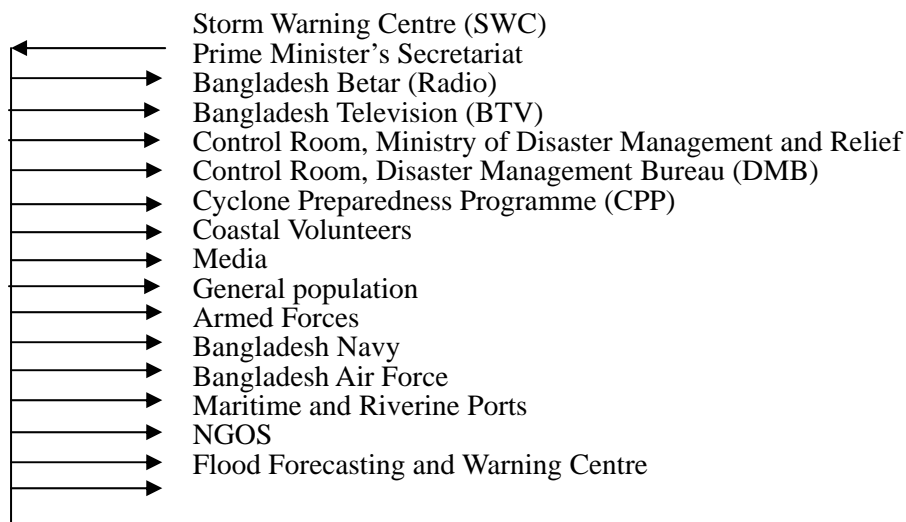 Storm Warning Centre (SWC)
Prime Minister’s Secretariat
Bangladesh Betar (Radio)
Bangladesh Television (BTV)
Control Room, Ministry of Disaster Management and Relief
Control Room, Disaster Management Bureau (DMB)
Cyclone Preparedness Programme (CPP)
Coastal Volunteers
Media
General population
Armed Forces
Bangladesh Navy
Bangladesh Air Force
Maritime and Riverine Ports
NGOS
Flood Forecasting and Warning Centre